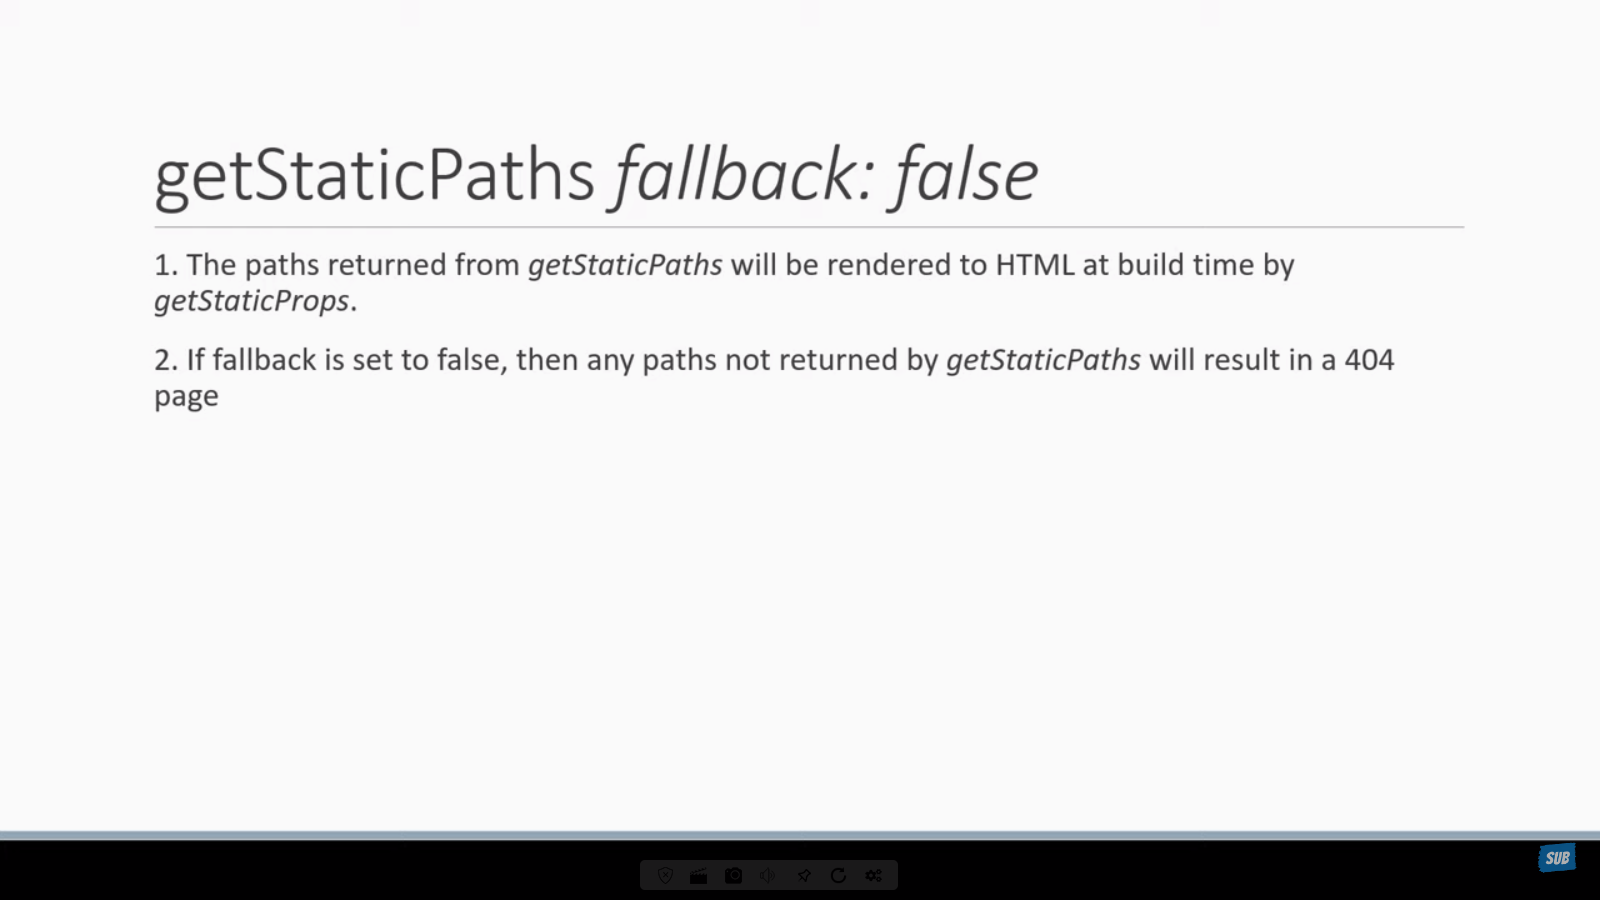 getStaticPaths fallback: false
1. The paths returned from getStaticPaths will be rendered to HTML at build time by
getStaticProps.
2. If fallback is set to false, then any paths not returned by getStaticPaths will result in a 404
page
SUB